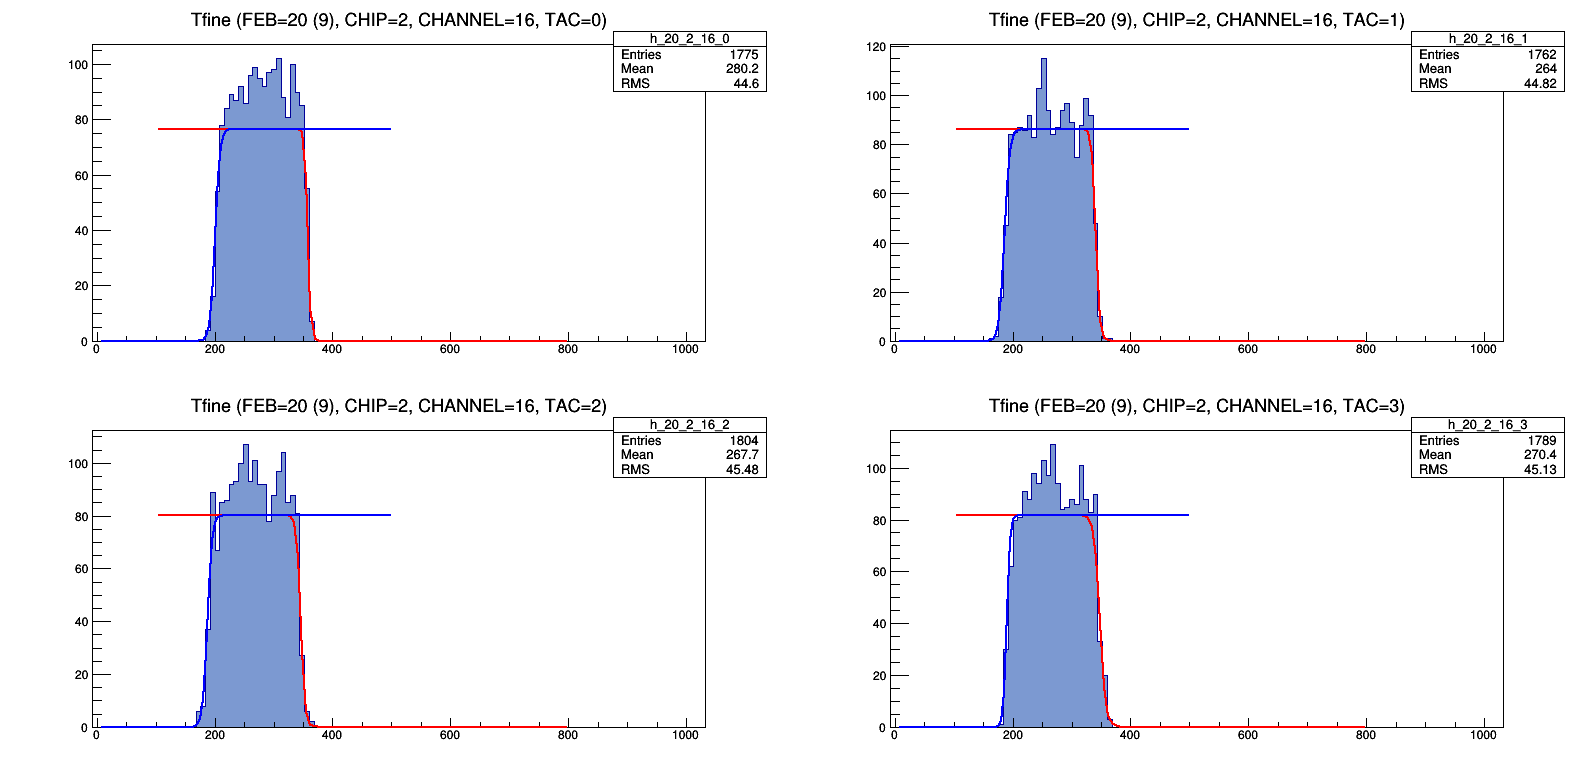 Tfine (FEB=20 (9), CHIP=2, CHANNEL=16, TAC=0)
h_20_2_16_0
Entries 1775
Mean 280.2
RMS 44.6
100
80
60
40
20
0
0 200 400 600 800 1000
Tfine (FEB=20 (9), CHIP=2, CHANNEL=16, TAC=1)
h_20_2_16_1
Entries 1762
Mean 264
RMS 44.82
120
100
80
60
40
20
0
0 200 400 600 800 1000
Tfine (FEB=20 (9), CHIP=2, CHANNEL=16, TAC=2)
h_20_2_16_2
Entries 1804
Mean 267.7
RMS 45.48
100
80
60
40
20
0
0 200 400 600 800 1000
Tfine (FEB=20 (9), CHIP=2, CHANNEL=16, TAC=3)
h_20_2_16_3
Entries 1789
Mean 270.4
RMS 45.13
100
80
60
40
20
0
0 200 400 600 800 1000